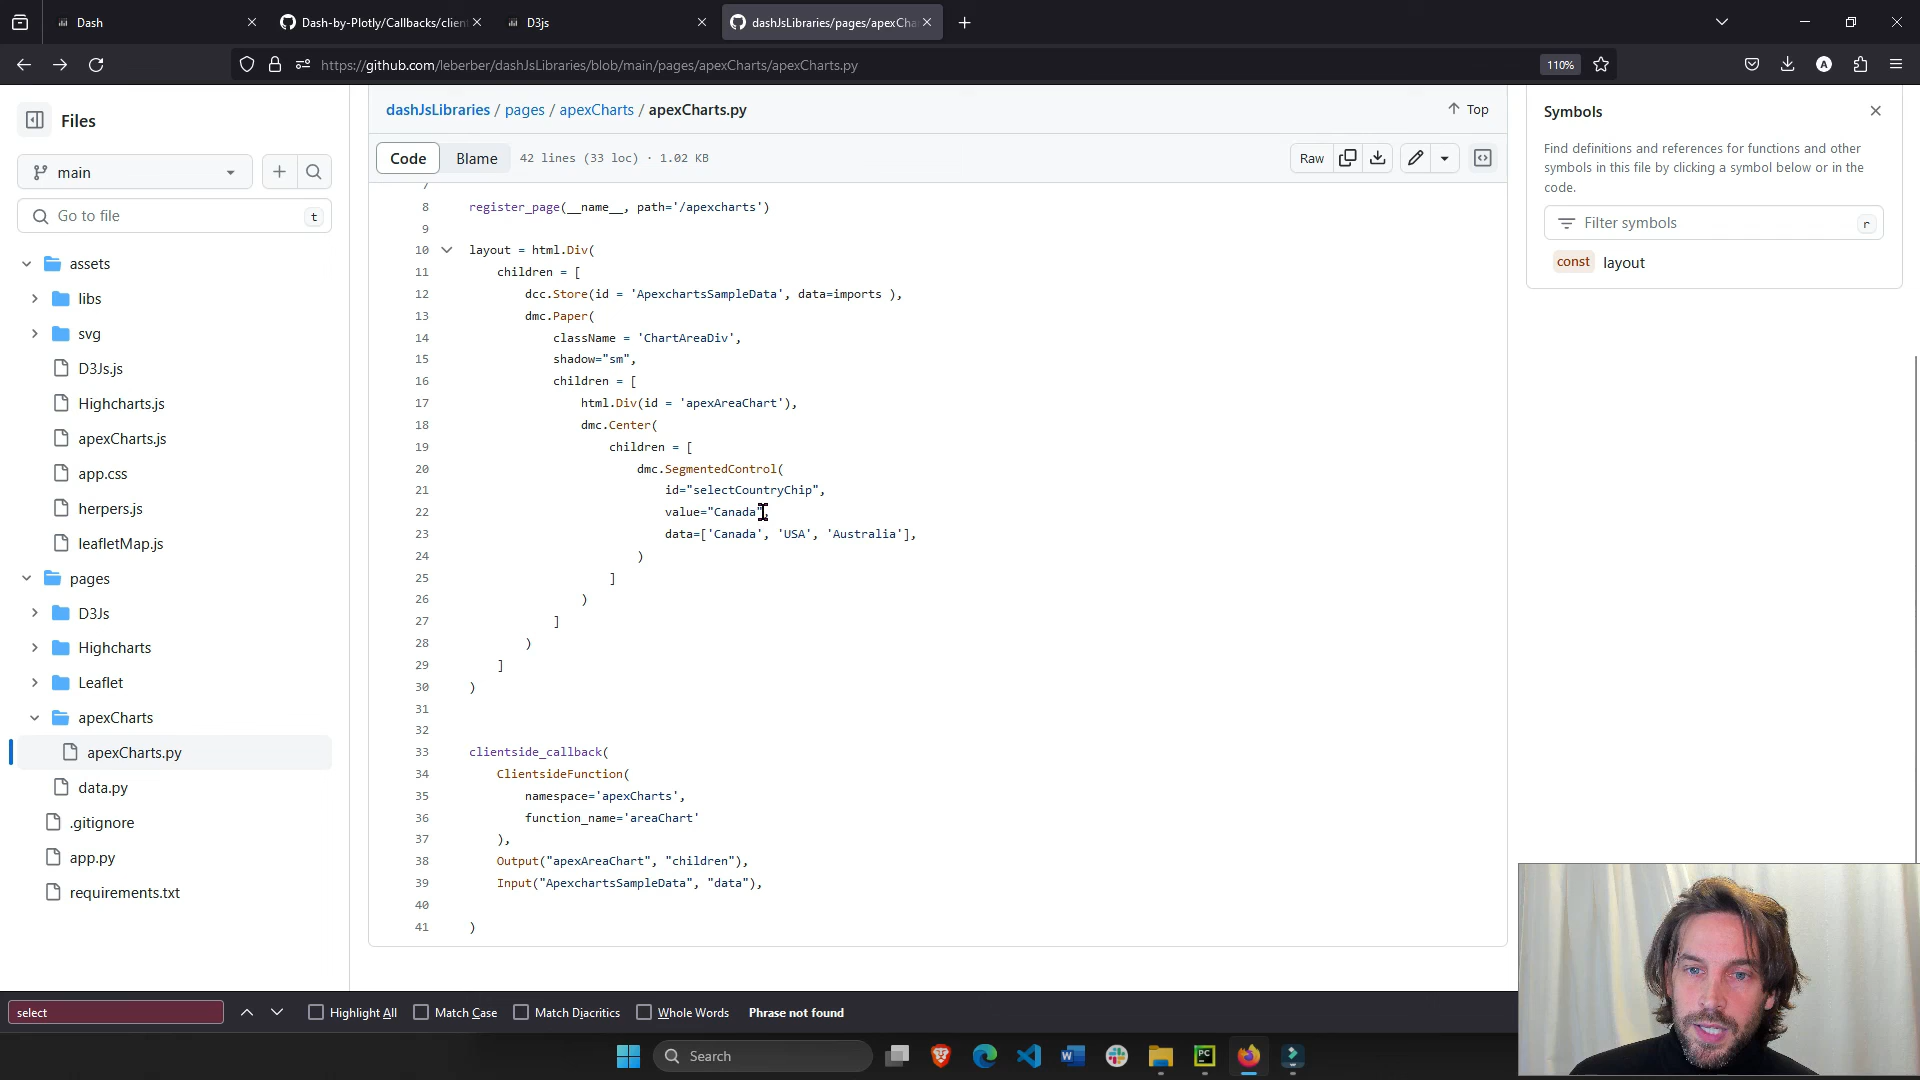 Dash
Dash-by-Plotly/Callbacks/clien
D3js
dashJsLibraries/pages/apexCha
https://github.com/leberber/dashJsLibraries/blob/main/pages/apexCharts/apexCharts.py
110%
A
Files
main
Go to file
t
assets
libs
svg
D3Js.js
Highcharts.js
apexCharts.js
app.css
herpers.js
leafletMap.js
pages
D3Js
Highcharts
Leaflet
apexCharts
apexCharts.py
data.py
.gitignore
app.py
requirements.txt
dashJsLibraries / pages / apexCharts / apexCharts.py
Top
Code
Blame
42 lines (33 loc) · 1.02 KB
Raw
7
8 register_page(__name__, path='/apexcharts')
9
10 layout = html.Div(
11 children = [
12 dcc.Store(id = 'ApexchartsSampleData', data=imports ),
13 dmc.Paper(
14 className = 'ChartAreaDiv',
15 shadow="sm",
16 children = [
17 html.Div(id = 'apexAreaChart'),
18 dmc.Center(
19 children = [
20 dmc.SegmentedControl(
21 id="selectCountryChip",
22 value="Canada",
23 data=['Canada', 'USA', 'Australia'],
24 )
25 ]
26 )
27 ]
28 )
29 ]
30 )
31
32
33 clientside_callback(
34 ClientsideFunction(
35 namespace='apexCharts',
36 function_name='areaChart'
37 ),
38 Output("apexAreaChart", "children"),
39 Input("ApexchartsSampleData", "data"),
40
41 )
Symbols
Find definitions and references for functions and other
symbols in this file by clicking a symbol below or in the
code.
Filter symbols
r
const layout
select
Highlight All
Match Case
Match Diacritics
Whole Words
Phrase not found
Search